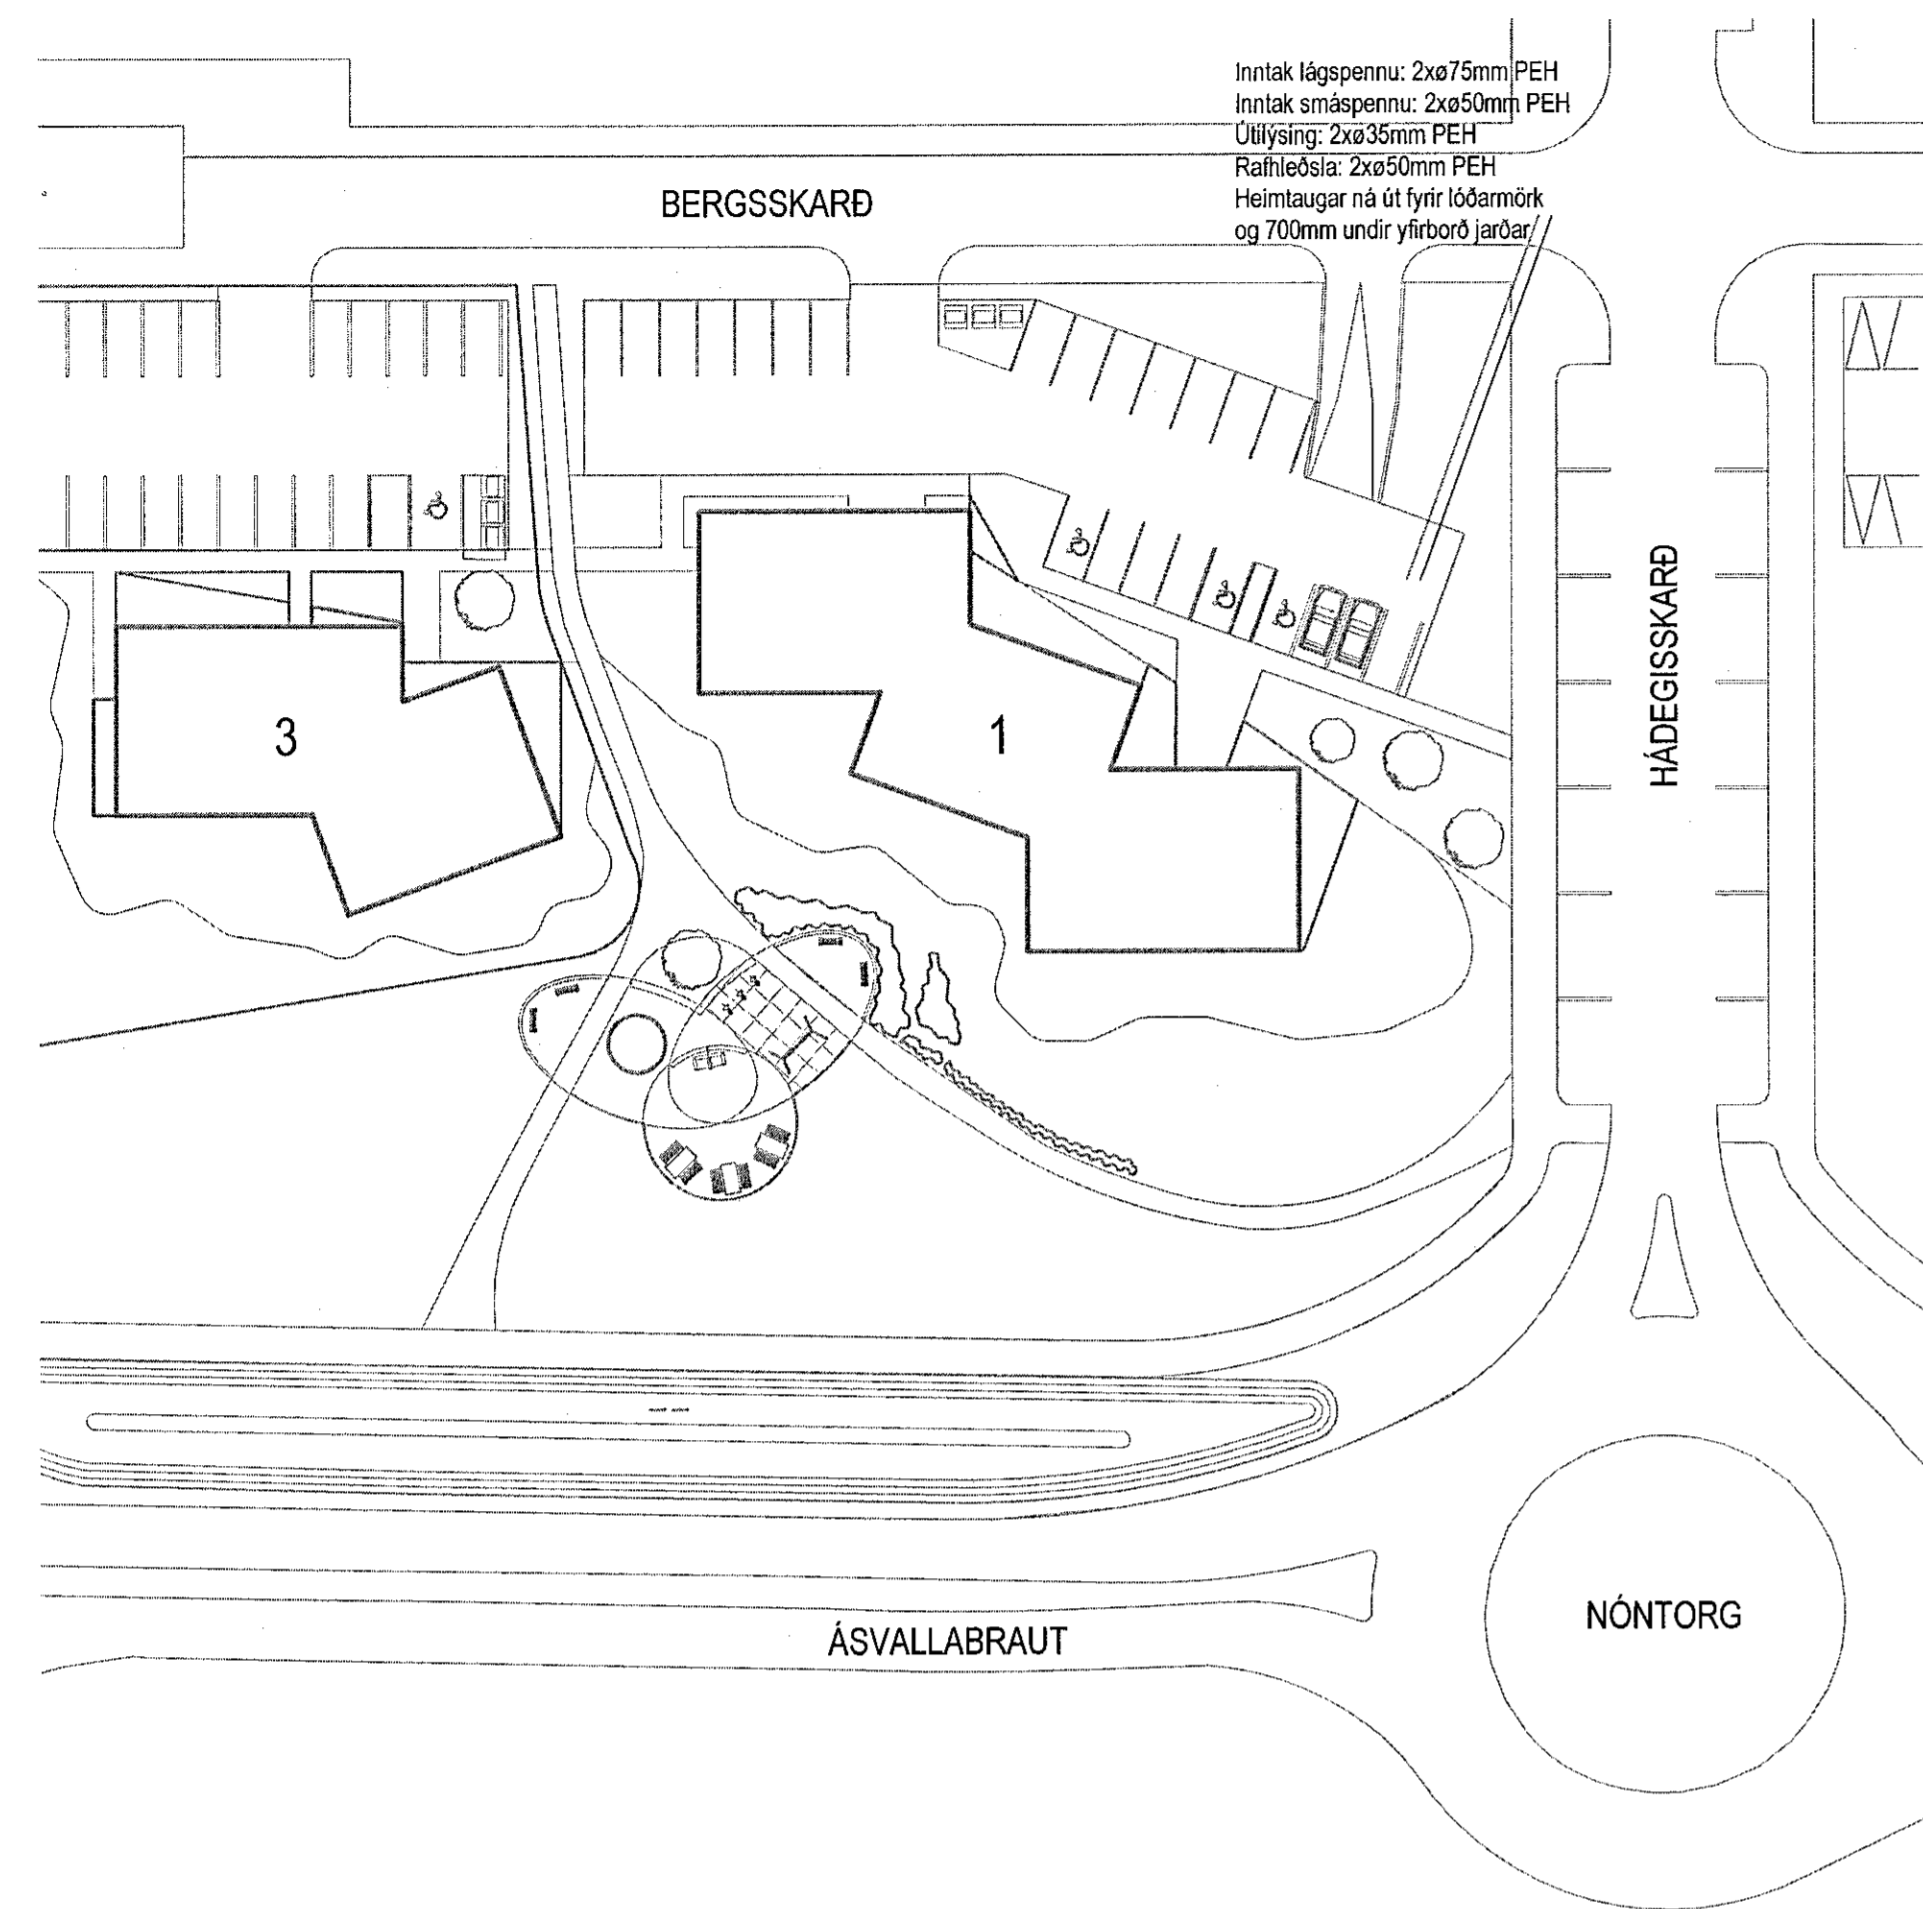 Inntak lágspennu: 2xø75mm PEH
Inntak smáspennu: 2xø50mm PEH
Útilýsing: 2xø35mm PEH
Rafhleðsla: 2xø50mm PEH
Heimtaugar ná út fyrir lóðarmörk
og 700mm undir yfirborð jarðar
BERGSSKARÐ
HÁDEGISSKARÐ
3
1
NÓNTORG
ÁSVALLABRAUT